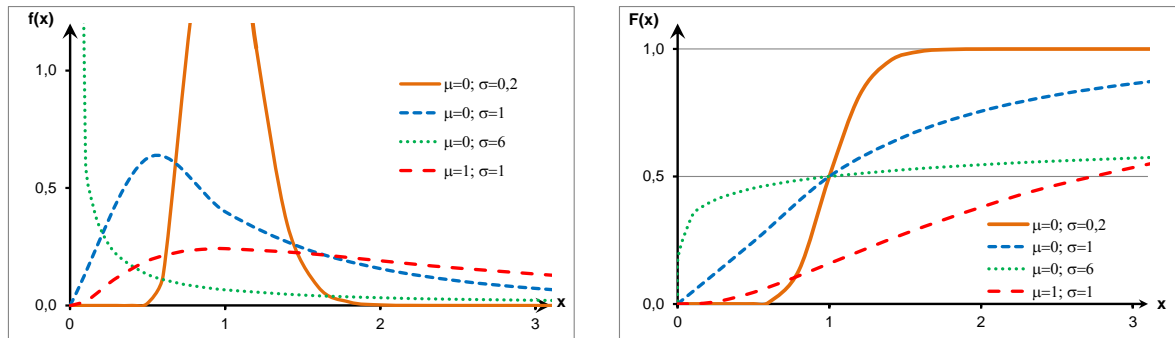 f(x)
1,0
0,5
0,0
0
1
2
3
x
μ=0; σ=0,2
μ=0; σ=1
μ=0; σ=6
μ=1; σ=1
F(x)
1,0
0,5
0,0
0
1
2
3
x
μ=0; σ=0,2
μ=0; σ=1
μ=0; σ=6
μ=1; σ=1